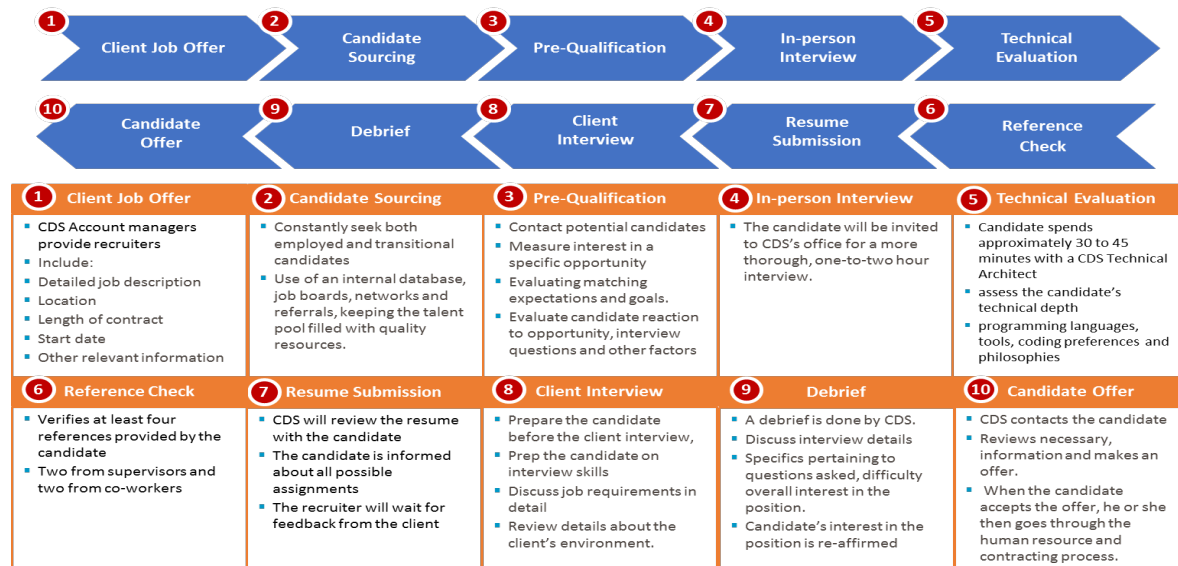 1
Client Job Offer
2
Candidate
Sourcing
3
Pre-Qualification
4
In-person
Interview
5
Technical
Evaluation
10
Candidate
Offer
9
Debrief
8
Client
Interview
7
Resume
Submission
6
Reference
Check
1 Client Job Offer
CDS Account managers
provide recruiters
Include:
Detailed job description
Location
Length of contract
Start date
Other relevant information
2 Candidate Sourcing
Constantly seek both
employed and transitional
candidates
Use of an internal database,
job boards, networks and
referrals, keeping the talent
pool filled with quality
resources.
3 Pre-Qualification
Contact potential candidates
Measure interest in a
specific opportunity
Evaluating matching
expectations and goals.
Evaluate candidate reaction
to opportunity, interview
questions and other factors
4 In-person Interview
The candidate will be invited
to CDS's office for a more
thorough, one-to-two hour
interview.
5 Technical Evaluation
Candidate spends
approximately 30 to 45
minutes with a CDS Technical
Architect
assess the candidate's
technical depth
programming languages,
tools, coding preferences and
philosophies
6 Reference Check
Verifies at least four
references provided by the
candidate
Two from supervisors and
two from co-workers
7 Resume Submission
CDS will review the resume
with the candidate
The candidate is informed
about all possible
assignments
The recruiter will wait for
feedback from the client
8 Client Interview
Prepare the candidate
before the client interview,
Prep the candidate on
interview skills
Discuss job requirements in
detail
Review details about the
client's environment.
9 Debrief
A debrief is done by CDS.
Discuss interview details
Specifics pertaining to
questions asked, difficulty
overall interest in the
position.
Candidate's interest in the
position is re-affirmed
10 Candidate Offer
CDS contacts the candidate
Reviews necessary,
information and makes an
offer.
When the candidate
accepts the offer, he or she
then goes through the
human resource and
contracting process.